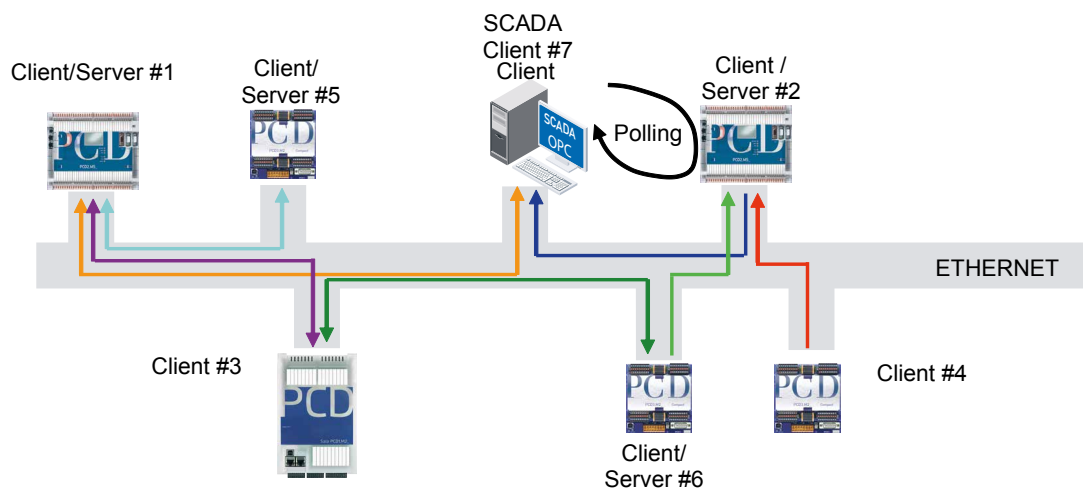 SCADA
Client #7
Client
Client/Server #1
Client/
Server #5
Client /
Server #2
Polling
SCADA
OPC
PCD
PCD
PCD
ETHERNET
Client #3
Client #4
PCD
PCD
PCD
Client/
Server #6